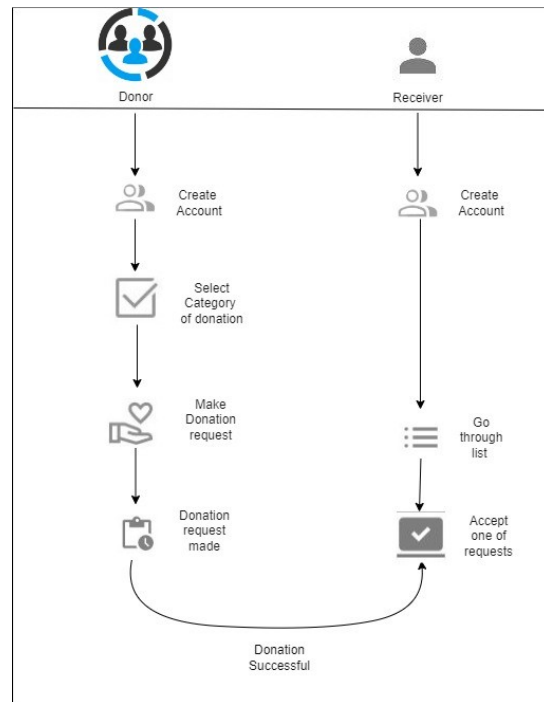 Donor
Receiver
Create
Account
Create
Account
Select
Category
of donation
Make
Donation
request
Go
through
list
Donation
request
made
Accept
one of
requests
Donation
Successful